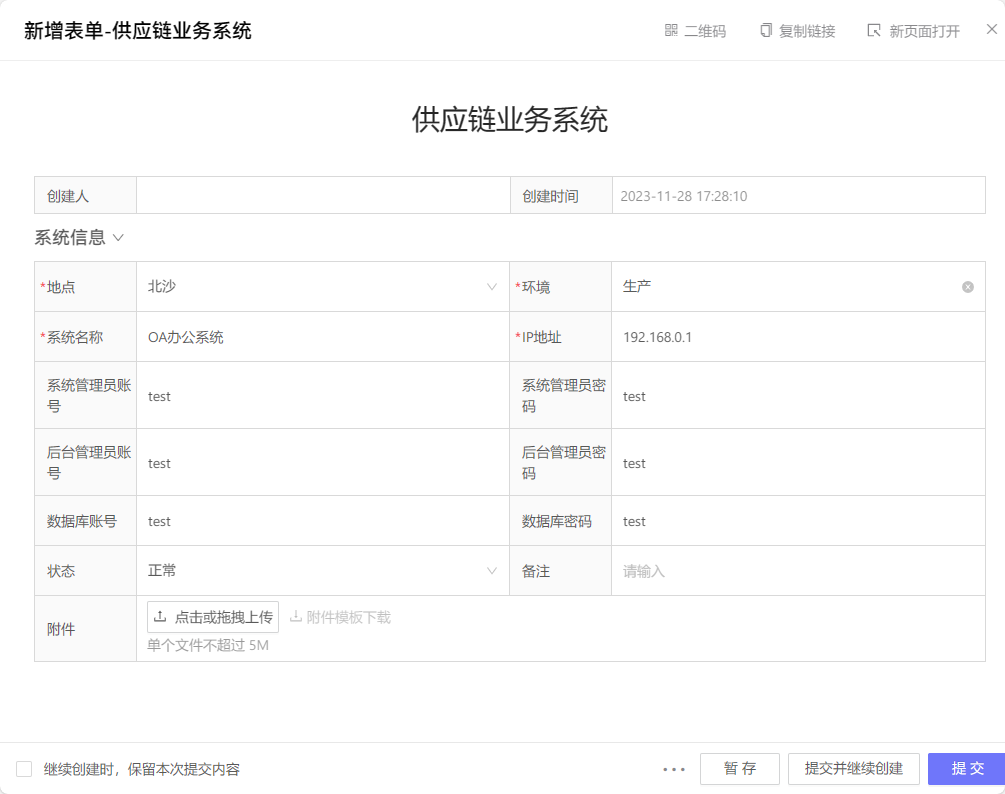 新增表单-供应链业务系统
二维码
复制链接
新页面打开
供应链业务系统
创建人
创建时间
2023-11-28 17:28:10
系统信息
*地点
北沙
*环境
生产
*系统名称
OA办公系统
*IP地址
192.168.0.1
系统管理员账
号
test
系统管理员密
码
test
后台管理员账
号
test
后台管理员密
码
test
数据库账号
test
数据库密码
test
状态
正常
备注
请输入
附件
点击或拖拽上传
附件模板下载
单个文件不超过 5M
继续创建时，保留本次提交内容
暂 存
提交并继续创建
提 交